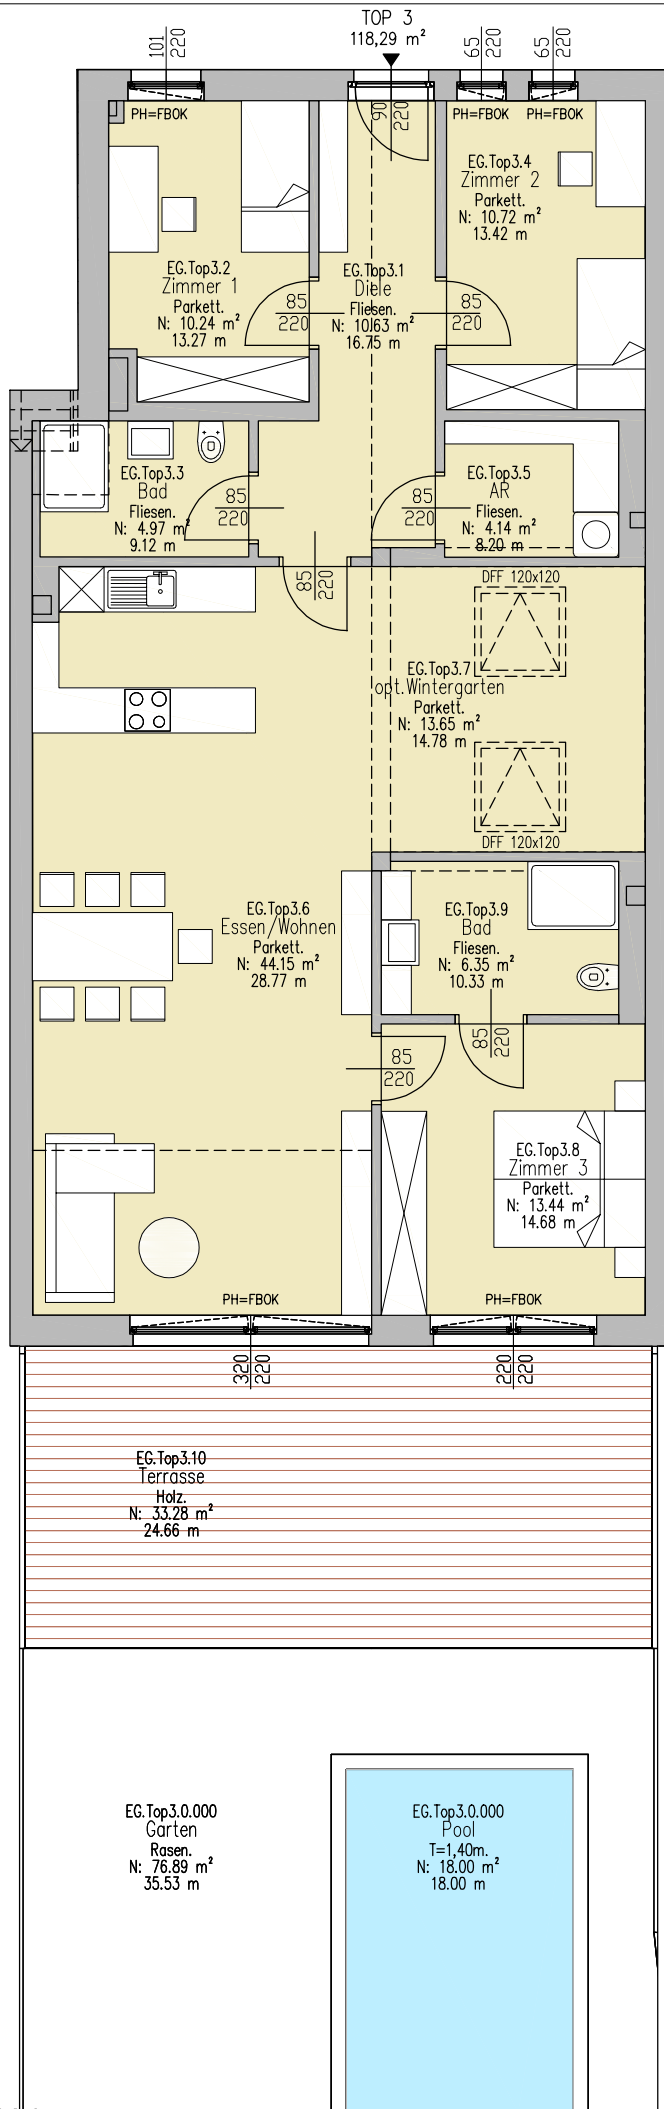 TOP 3
118,29 m²
101
220
65
220
65
220
PH=FBOK
90
220
PH=FBOK
PH=FBOK
EG.Top3.4
Zimmer 2
Parkett.
N: 10.72 m²
13.42 m
EG.Top3.2
Zimmer 1
Parkett.
N: 10.24 m²
13.27 m
85
220
EG.Top3.1
Diele
Fliesen.
N: 10.63 m²
16.75 m
85
220
EG.Top3.3
Bad
Fliesen.
N: 4.97 m²
9.12 m
85
220
85
220
EG.Top3.5
AR
Fliesen.
N: 4.14 m²
8.20 m
85
220
DFF 120x120
EG.Top3.7
opt.Wintergarten
Parkett.
N: 13.65 m²
14.78 m
DFF 120x120
EG.Top3.6
Essen/Wohnen
Parkett.
N: 44.15 m²
28.77 m
EG.Top3.9
Bad
Fliesen.
N: 6.35 m²
10.33 m
85
220
85
220
EG.Top3.8
Zimmer 3
Parkett.
N: 13.44 m²
14.68 m
PH=FBOK
PH=FBOK
320
220
220
220
EG.Top3.10
Terrasse
Holz.
N: 33.28 m²
24.66 m
EG.Top3.0.000
Garten
Rasen.
N: 76.89 m²
35.53 m
EG.Top3.0.000
Pool
T=1,40m.
N: 18.00 m²
18.00 m